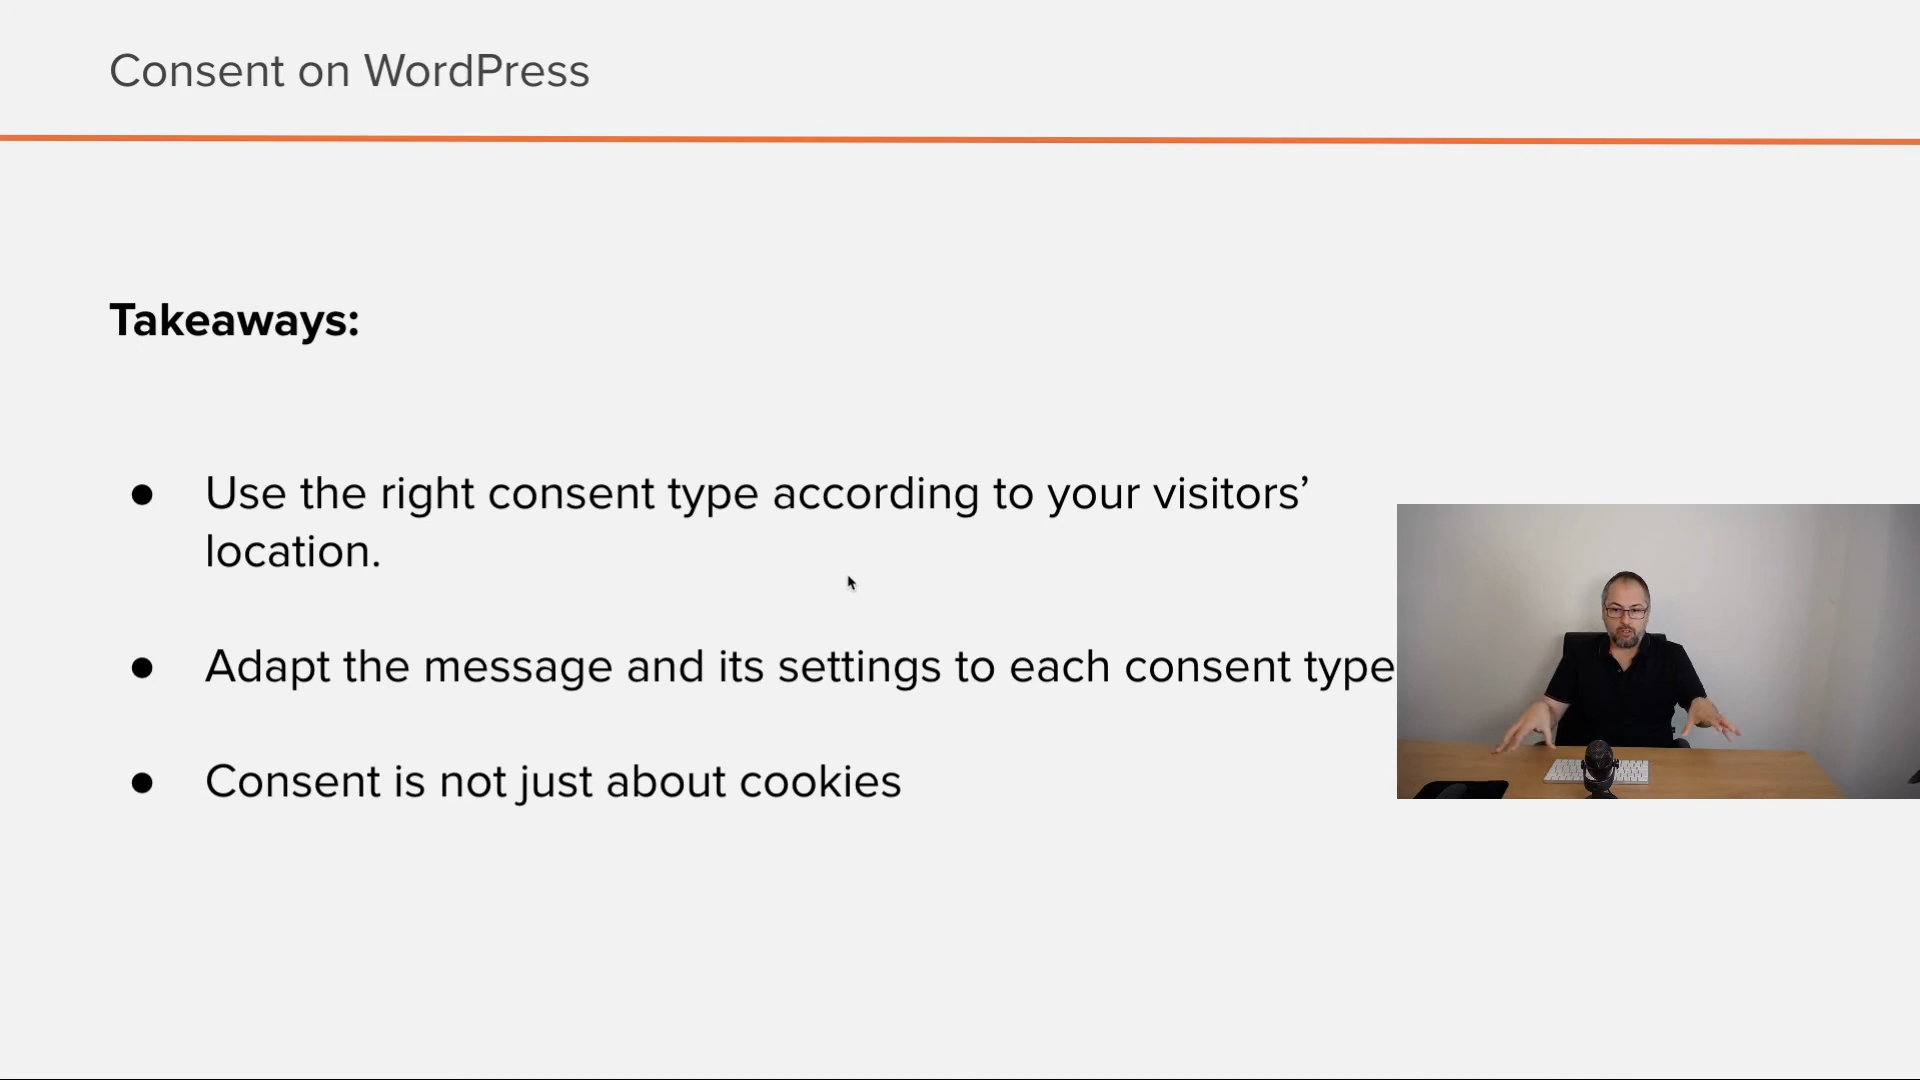 Consent on WordPress
Takeaways:
● Use the right consent type according to your visitors’
location.
● Adapt the message and its settings to each consent type
● Consent is not just about cookies